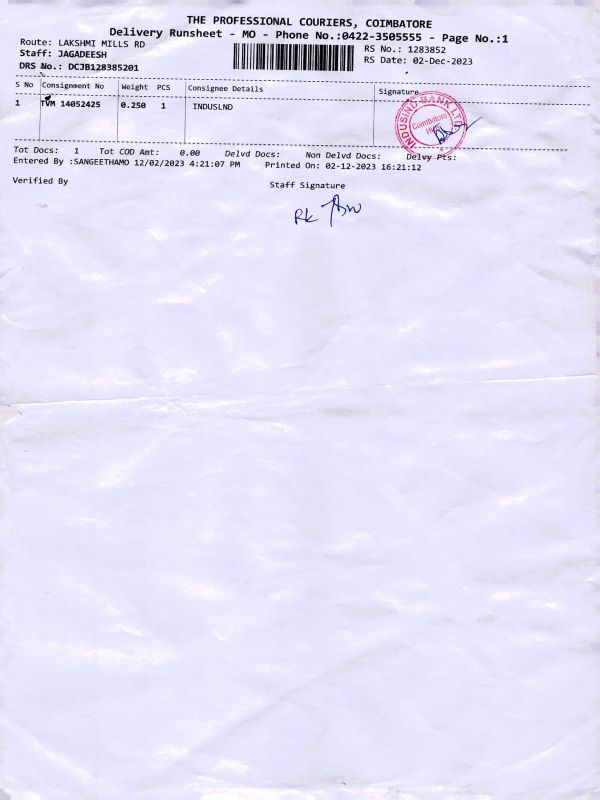 THE PROFESSIONAL COURIERS, COIMBATORE
Delivery Runsheet - MO - Phone No.:0422-3505555 - Page No.:1
Route: LAKSHMI MILLS RD
RS No.: 1283852
Staff: JAGADEESH
RS Date: 02-Dec-2023
DRS No.: DCJB128385201
S No Consignment No Weight PCS Consignee Details Signature
1 TVM 14052425 0.250 1 INDUSLND
INDUSIND BANK LTD
Coimbatore
Tot Docs: 1 Tot COD Amt: 0.00 Delvd Docs: Non Delvd Docs: Delvy Pts:
Entered By :SANGEETHAMO 12/02/2023 4:21:07 PM Printed On: 02-12-2023 16:21:12
Verified By Staff Signature
RK